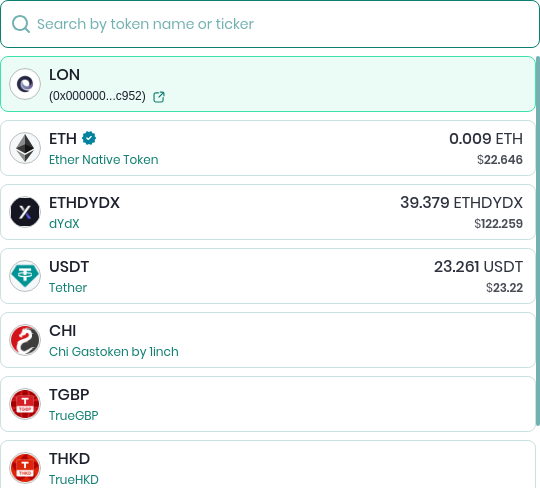 Search by token name or ticker
LON
(0x000000...c952)
ETH
0.009 ETH
Ether Native Token
$22.646
ETHDYDX
39.379 ETHDYDX
dYdX
$122.259
USDT
23.261 USDT
Tether
$23.22
CHI
Chi Gastoken by 1inch
TGBP
TGBP
TrueGBP
THKD
THKD
TrueHKD